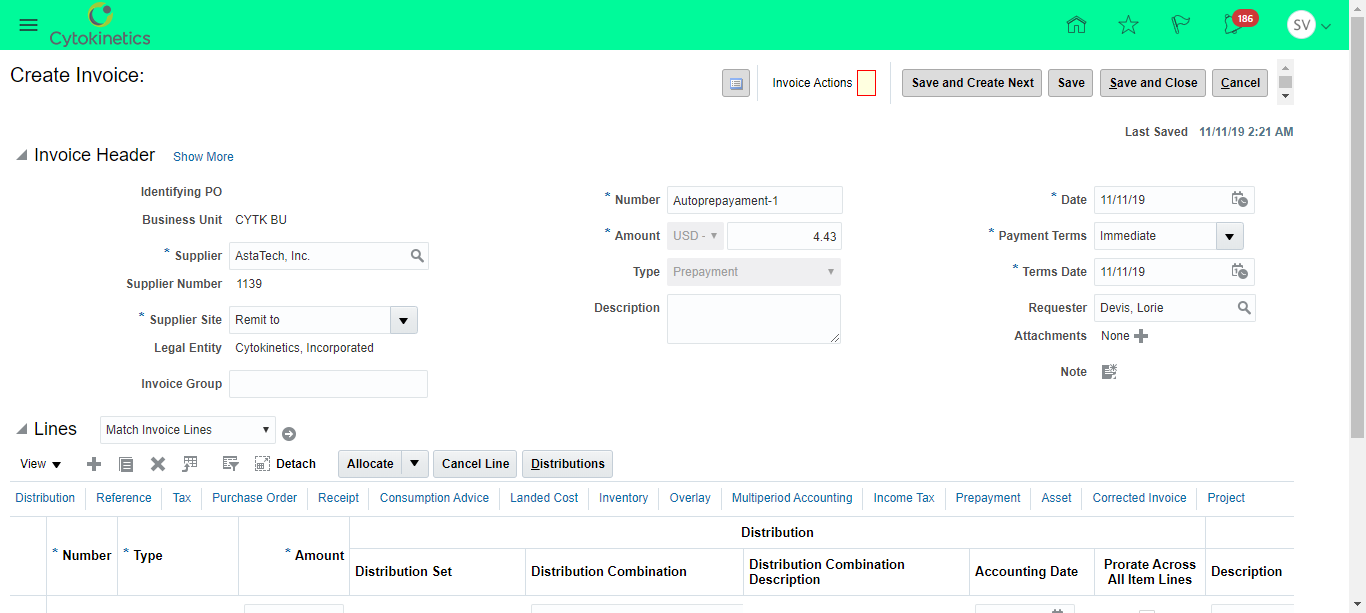 Cytokinetics
186
SV
Create Invoice:
Invoice Actions
Save and Create Next
Save
Save and Close
Cancel
Last Saved 11/11/19 2:21 AM
Invoice Header Show More
Identifying PO
Business Unit CYTK BU
* Supplier AstaTech, Inc.
Supplier Number 1139
* Supplier Site Remit to
Legal Entity Cytokinetics, Incorporated
Invoice Group
* Number Autoprepayament-1
* Amount USD - 4.43
Type Prepayment
Description
* Date 11/11/19
* Payment Terms Immediate
* Terms Date 11/11/19
Requester Devis, Lorie
Attachments None
Note
Lines Match Invoice Lines
View Detach Allocate Cancel Line Distributions
Distribution Reference Tax Purchase Order Receipt Consumption Advice Landed Cost Inventory Overlay Multiperiod Accounting Income Tax Prepayment Asset Corrected Invoice Project
Distribution
* Number * Type * Amount
Distribution Set
Distribution Combination
Distribution Combination
Description
Accounting Date
Prorate Across
All Item Lines
Description